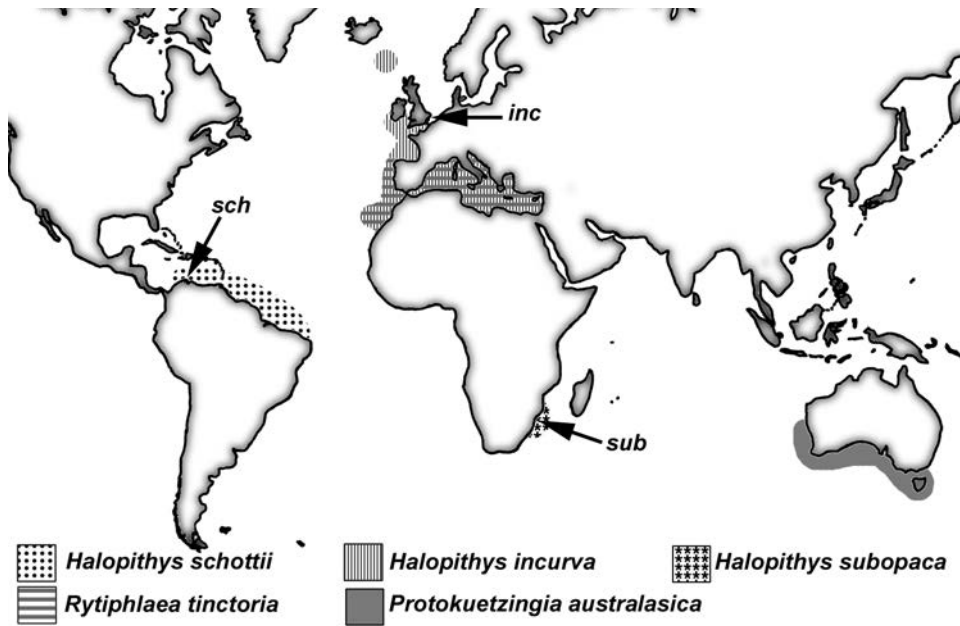 inc
sch
sub
Halopithys schottii
Halopithys incurva
Halopithys subopaca
Rytiphlaea tinctoria
Protokuetzingia australasica